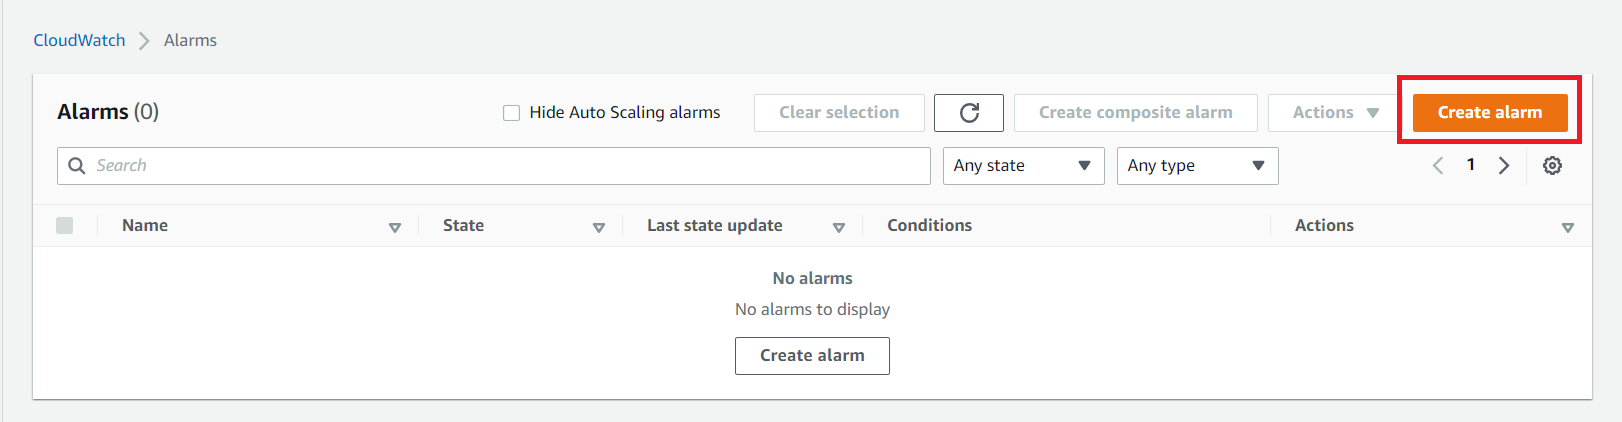 CloudWatch > Alarms
Alarms (0)
Hide Auto Scaling alarms
Clear selection
Create composite alarm
Actions
Create alarm
Search
Any state
Any type
1
Name
State
Last state update
Conditions
Actions
No alarms
No alarms to display
Create alarm